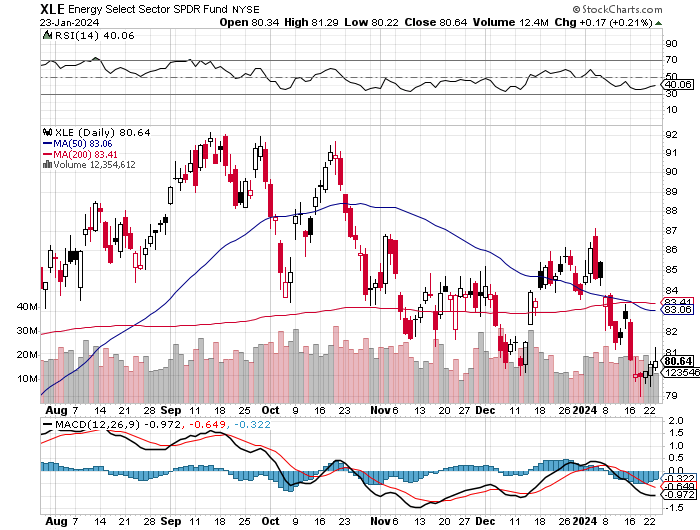 XLE Energy Select Sector SPDR Fund NYSE © StockCharts.com
23-Jan-2024 Open 80.34 High 81.29 Low 80.22 Close 80.64 Volume 12.4M Chg +0.17 (+0.21%)
RSI(14) 40.06
90
70
50
40.06
30
10
XLE (Daily) 80.64
MA(50) 83.06
MA(200) 83.41
Volume 12,354,612
92
91
90
89
88
87
86
85
84
83.41
83.06
82
81
80.64
123546
79
40M
30M
20M
10M
Aug 7 14 21 28 Sep 11 18 25 Oct 9 16 23 Nov 6 13 20 27 Dec 11 18 26 2024 8 16 22
MACD(12,26,9) -0.972, -0.649, -0.322
2.0
1.5
1.0
0.5
0.0
-0.322
-0.649
-0.972
-1.5
Aug 7 14 21 28 Sep 11 18 25 Oct 9 16 23 Nov 6 13 20 27 Dec 11 18 26 2024 8 16 22